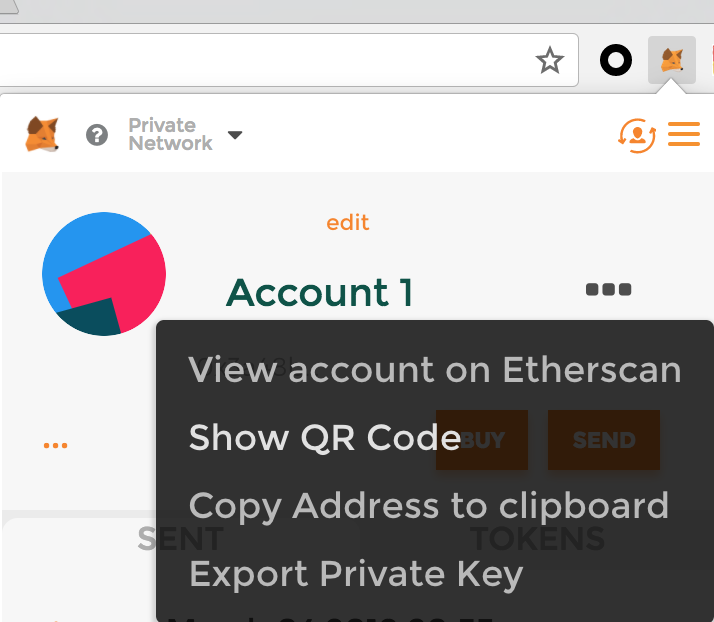 ?
Private
Network
edit
Account 1
View account on Etherscan
Show QR Code
BUY
SEND
Copy Address to clipboard
SENT
TOKENS
Export Private Key